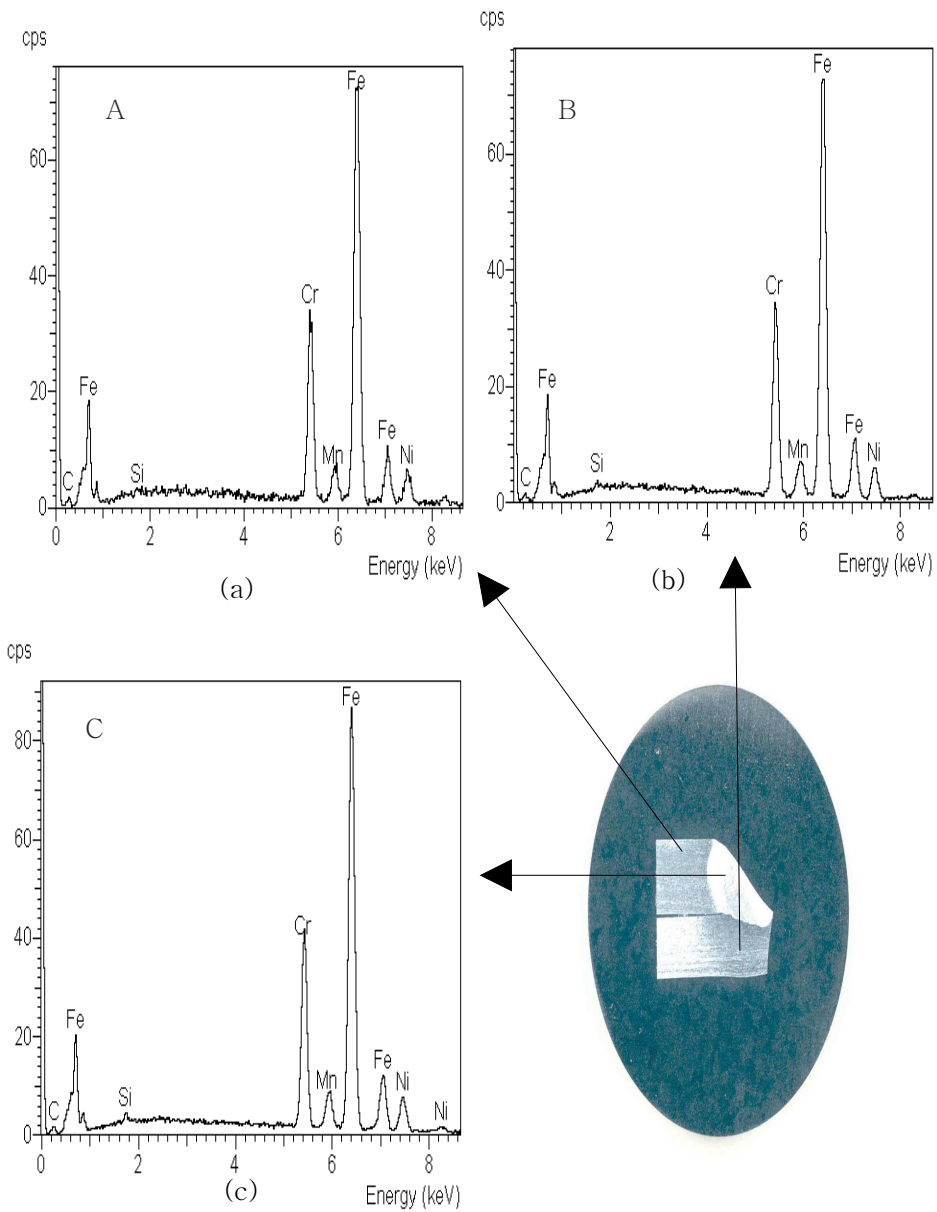 cps
A
Fe
60
40
Cr
20
Fe
Mn
Fe
Ni
C
Si
0
0 2 4 6 8
Energy (keV)
(a)
cps
B
Fe
60
40
Cr
20
Fe
Mn
Fe
Ni
C
Si
0
2 4 6 8
Energy (keV)
(b)
cps
C
Fe
80
60
40
Cr
20
Fe
Mn
Fe
Ni
C
Si
Ni
0
0 2 4 6 8
Energy (keV)
(c)